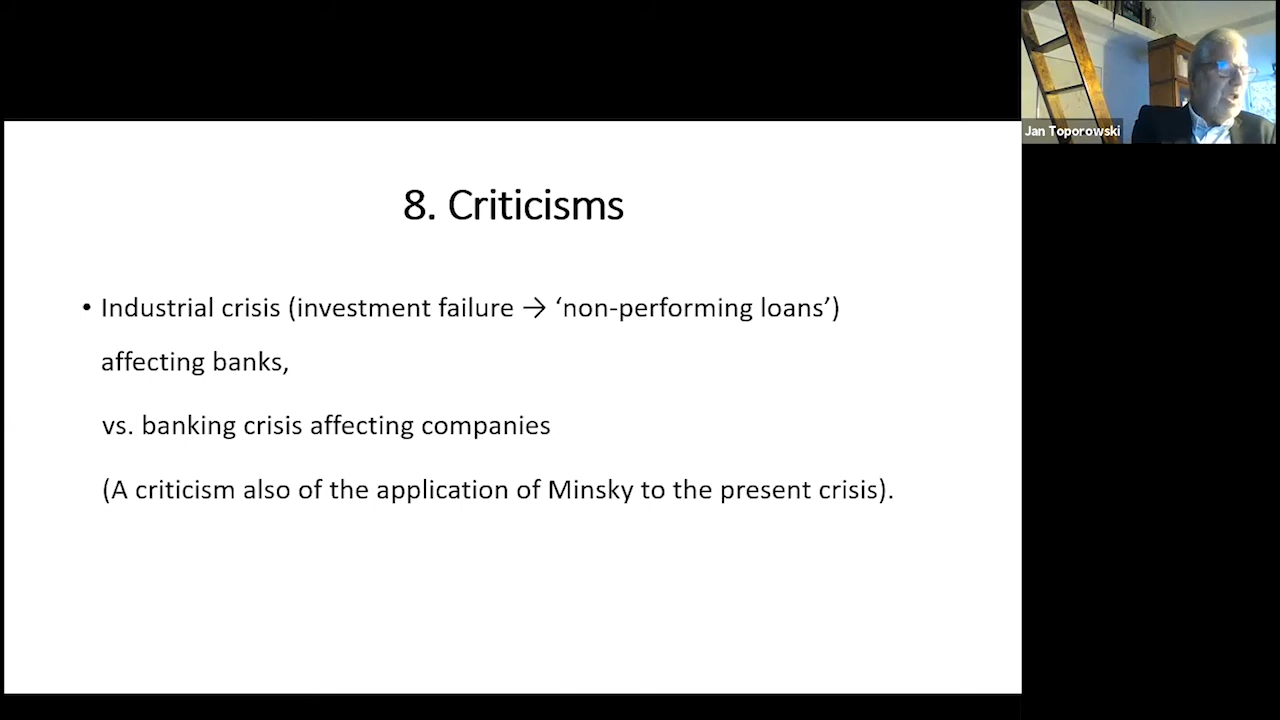 8. Criticisms
• Industrial crisis (investment failure → ‘non-performing loans’)
affecting banks,
vs. banking crisis affecting companies
(A criticism also of the application of Minsky to the present crisis).
Jan Toporowski